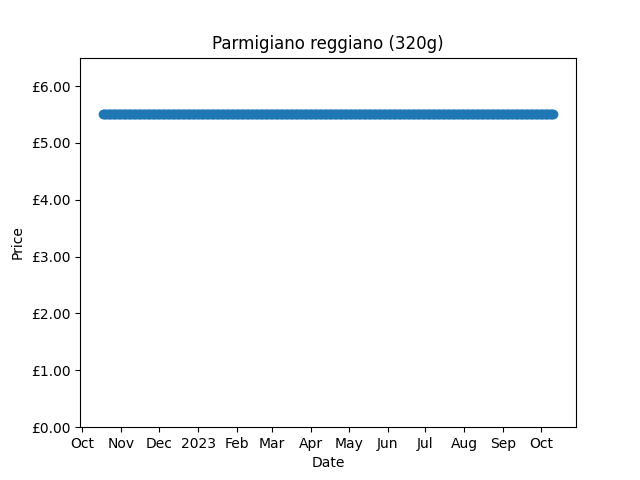 Parmigiano reggiano (320g)
£6.00
£5.00
£4.00
£3.00
£2.00
£1.00
£0.00
Price
Oct Nov Dec 2023 Feb Mar Apr May Jun Jul Aug Sep Oct
Date